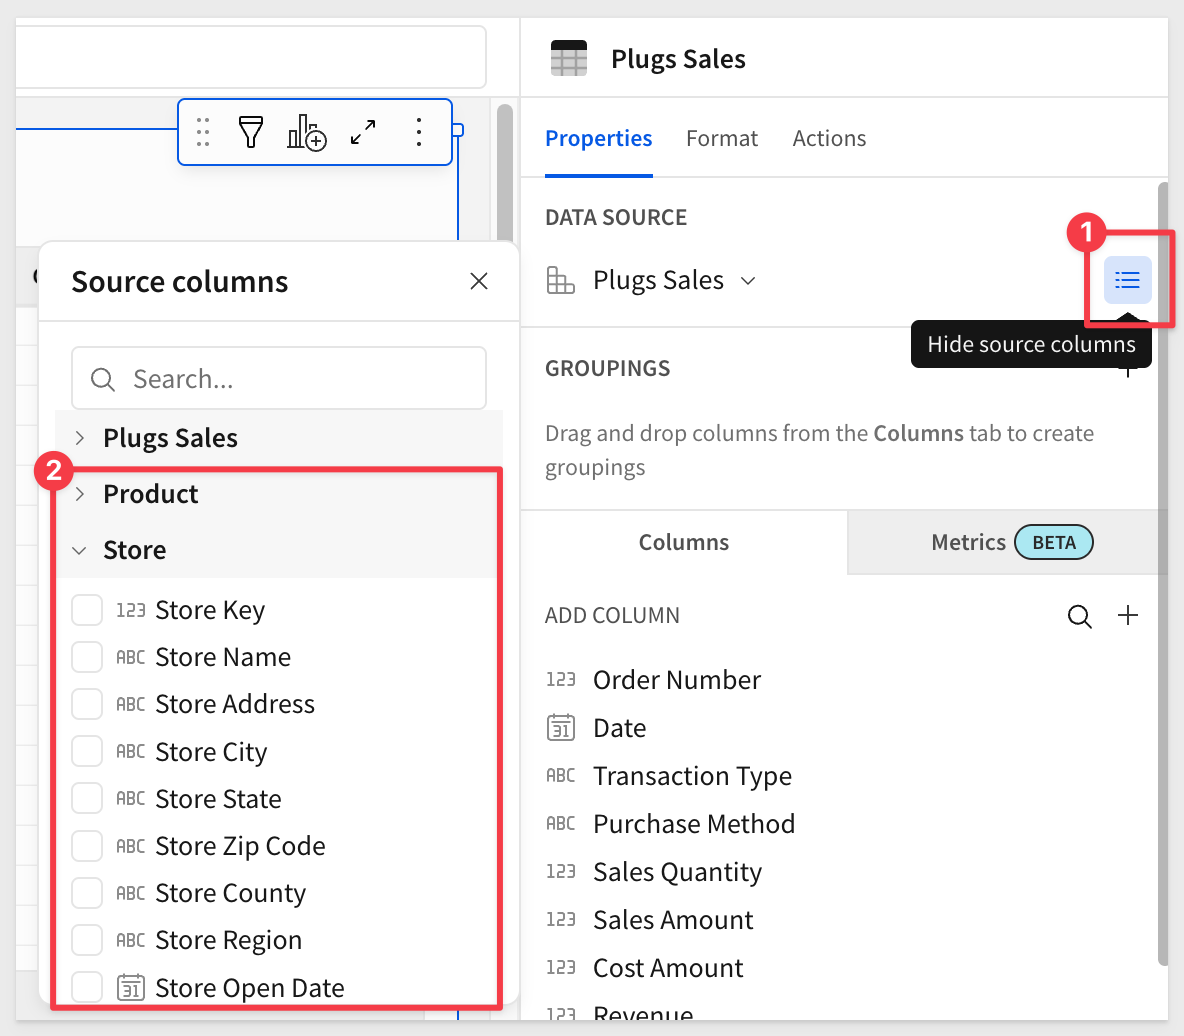 Plugs Sales
Properties
Format
Actions
DATA SOURCE
Plugs Sales
1
Hide source columns
GROUPINGS
Drag and drop columns from the Columns tab to create
groupings
Columns
Metrics
BETA
ADD COLUMN
123 Order Number
31 Date
ABC Transaction Type
ABC Purchase Method
123 Sales Quantity
123 Sales Amount
123 Cost Amount
123 Revenue
Source columns
Search...
Plugs Sales
2
Product
Store
123 Store Key
ABC Store Name
ABC Store Address
ABC Store City
ABC Store State
ABC Store Zip Code
ABC Store County
ABC Store Region
31 Store Open Date